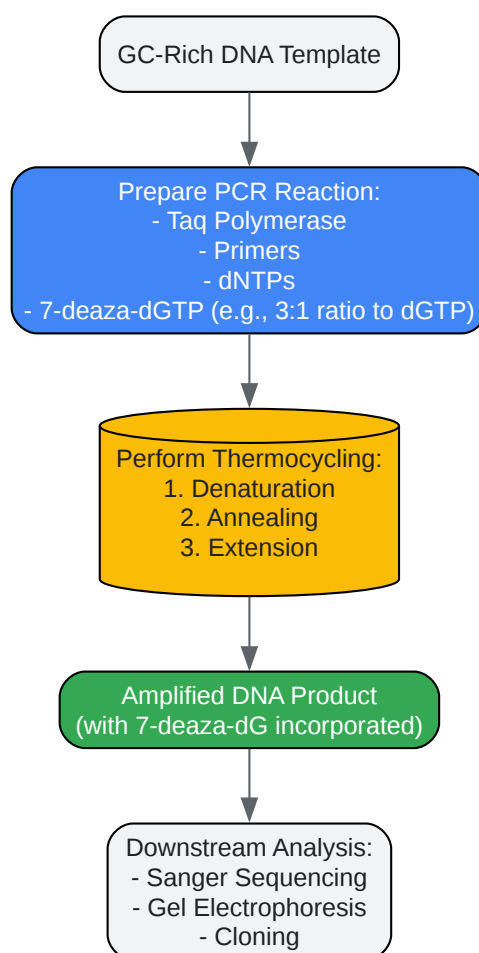 GC-Rich DNA Template
Prepare PCR Reaction:
- Taq Polymerase
- Primers
- dNTPs
- 7-deaza-dGTP (e.g., 3:1 ratio to dGTP)
Perform Thermocycling:
1. Denaturation
2. Annealing
3. Extension
Amplified DNA Product
(with 7-deaza-dG incorporated)
Downstream Analysis:
- Sanger Sequencing
- Gel Electrophoresis
- Cloning